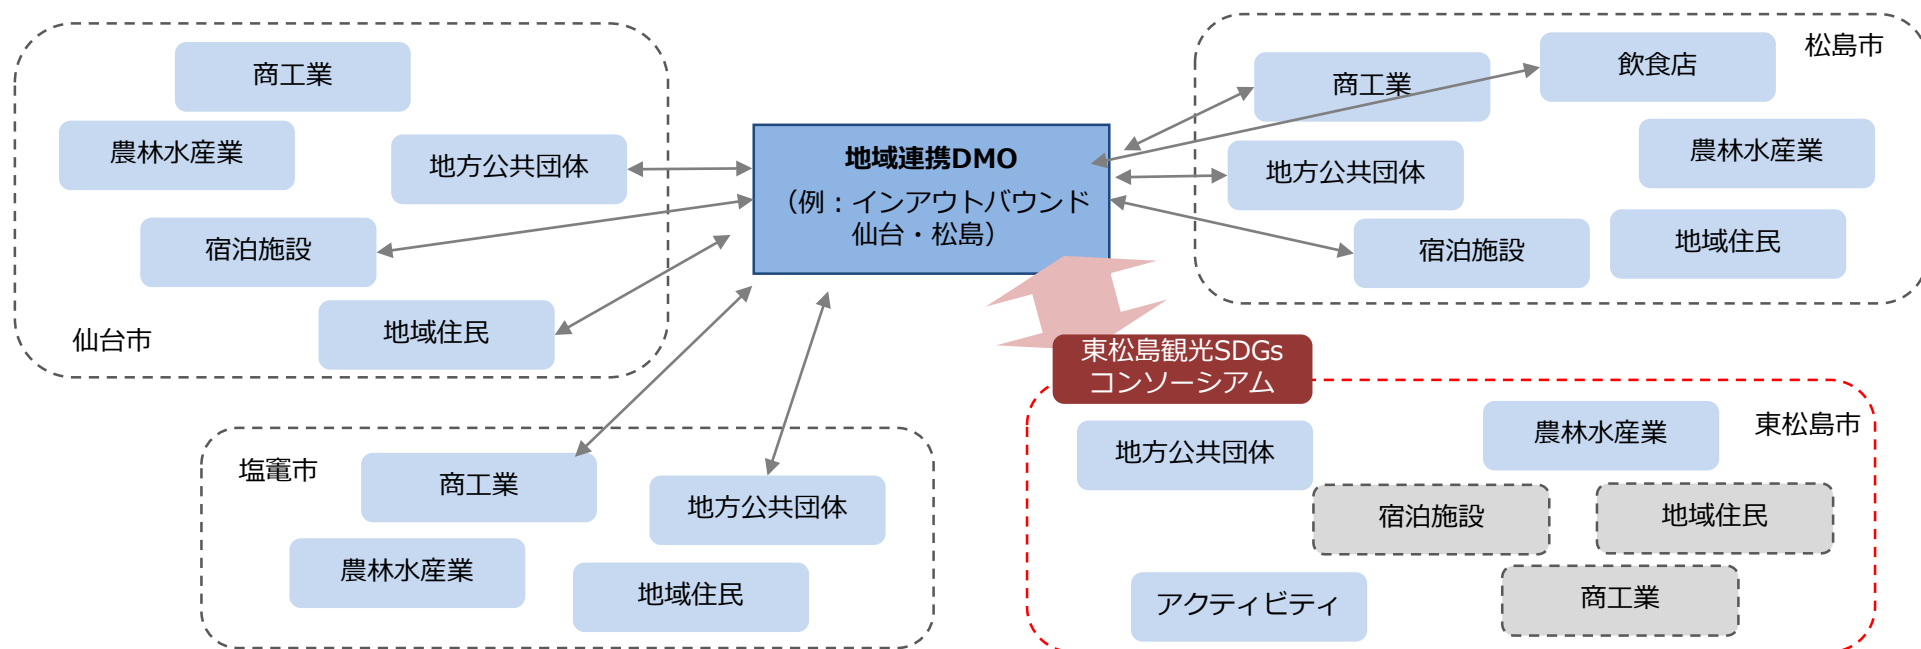 商工業
農林水産業
地方公共団体
宿泊施設
地域住民
仙台市
地域連携DMO
（例：インアウトバウンド
仙台・松島）
松島市
商工業
飲食店
地方公共団体
農林水産業
宿泊施設
地域住民
塩竈市
商工業
地方公共団体
農林水産業
地域住民
東松島観光SDGs
コンソーシアム
東松島市
地方公共団体
農林水産業
宿泊施設
地域住民
アクティビティ
商工業